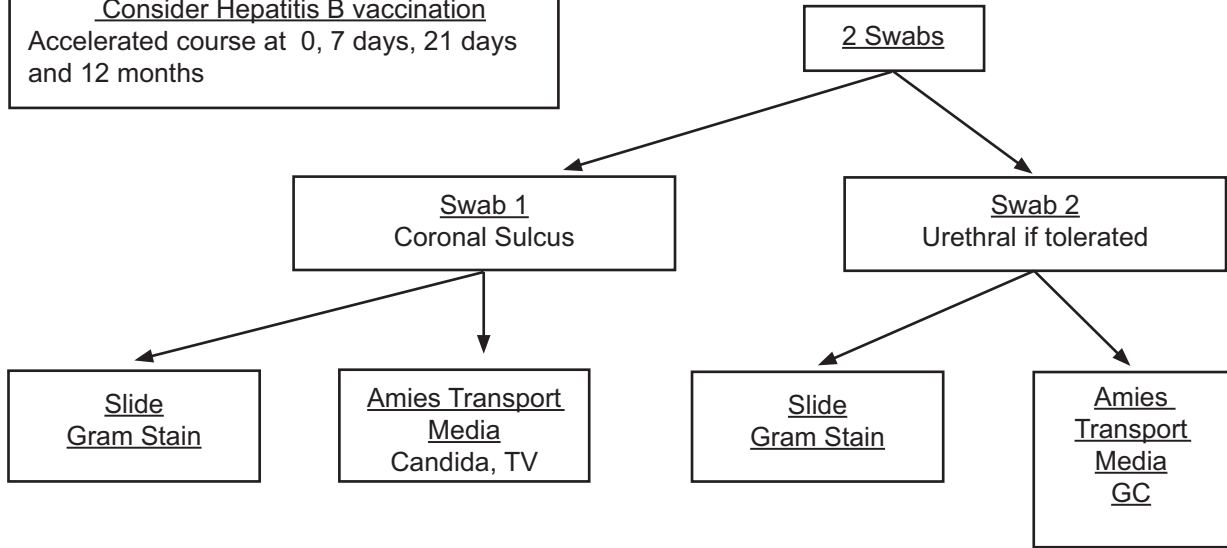 Consider Hepatitis B vaccination
Accelerated course at 0, 7 days, 21 days
and 12 months
2 Swabs
Swab 1
Coronal Sulcus
Swab 2
Urethral if tolerated
Slide
Gram Stain
Amies Transport
Media
Candida, TV
Slide
Gram Stain
Amies
Transport
Media
GC